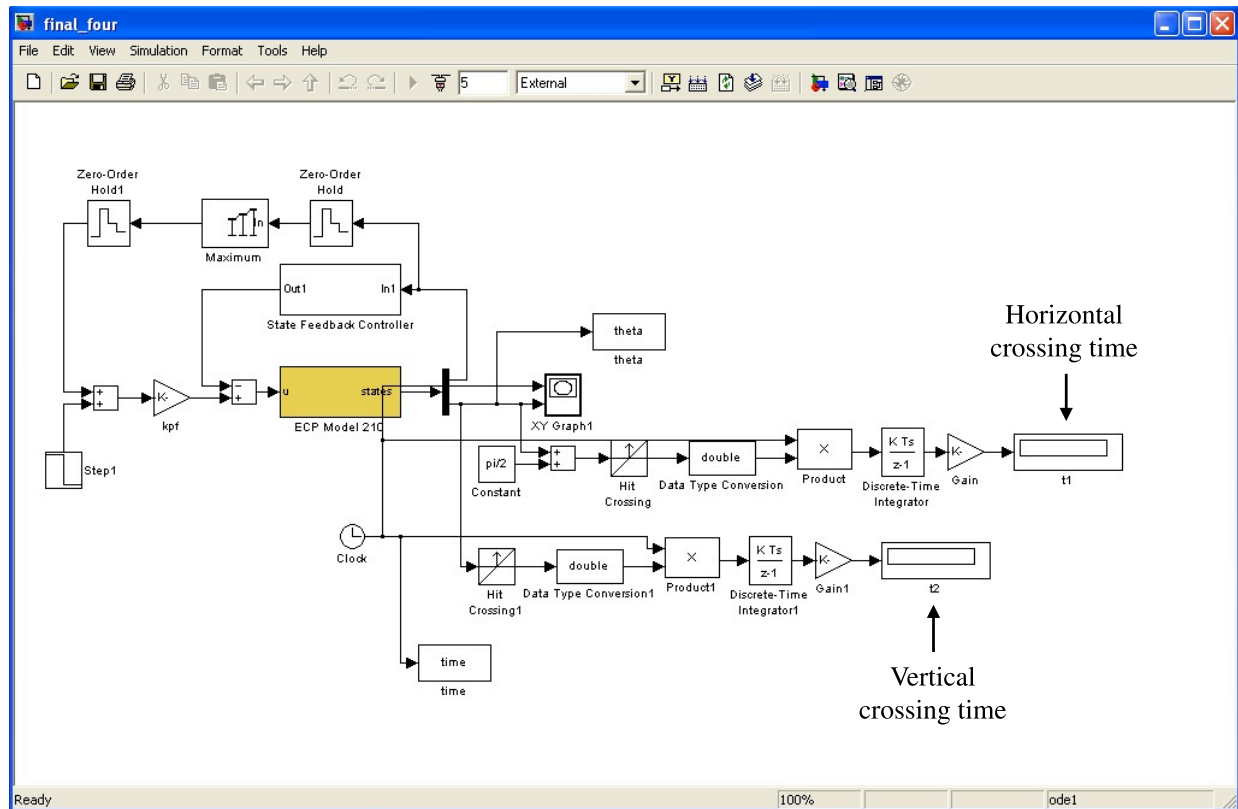 final_four
File Edit View Simulation Format Tools Help
5 External
Zero-Order
Hold1
Zero-Order
Hold
In
Maximum
Out1 In1
State Feedback Controller
theta
theta
Horizontal
crossing time
+
+
K-
kpf
−
+
u states
ECP Model 210
XY Graph1
Step1
pi/2
Constant
+
+
Hit
Crossing
double
Data Type Conversion
×
Product
K Ts
z-1
Discrete-Time
Integrator
K-
Gain
t1
Clock
Hit
Crossing1
double
Data Type Conversion1
×
Product1
K Ts
z-1
Discrete-Time
Integrator1
K-
Gain1
t2
time
time
Vertical
crossing time
Ready 100% ode1